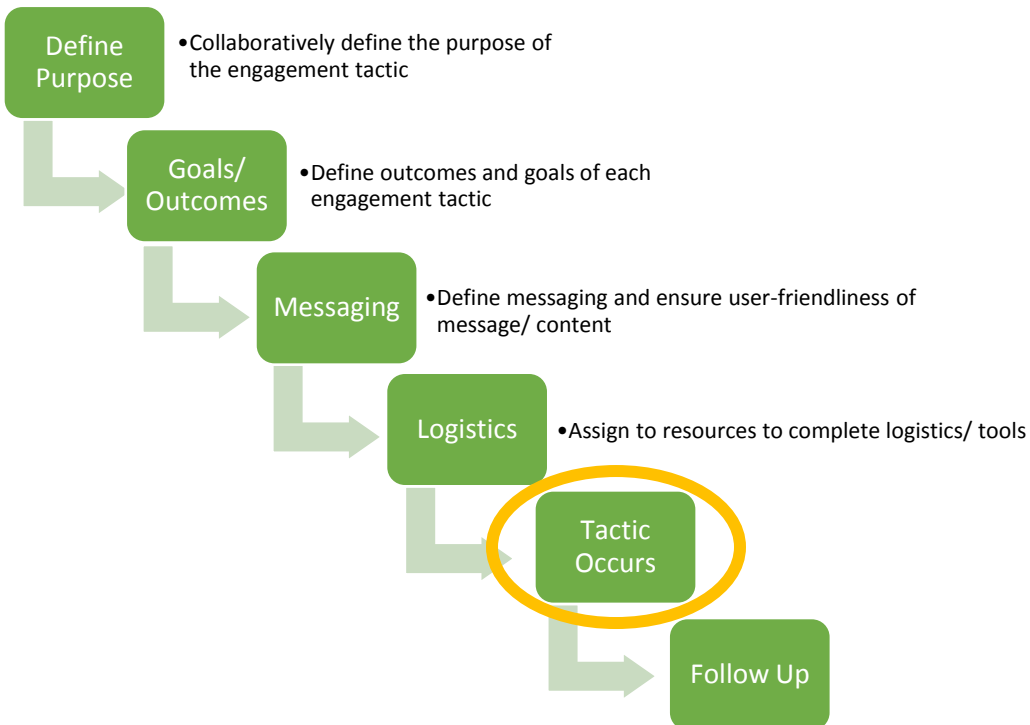 Define
Purpose
•Collaboratively define the purpose of
the engagement tactic
Goals/
Outcomes
•Define outcomes and goals of each
engagement tactic
Messaging
•Define messaging and ensure user-friendliness of
message/ content
Logistics
•Assign to resources to complete logistics/ tools
Tactic
Occurs
Follow Up